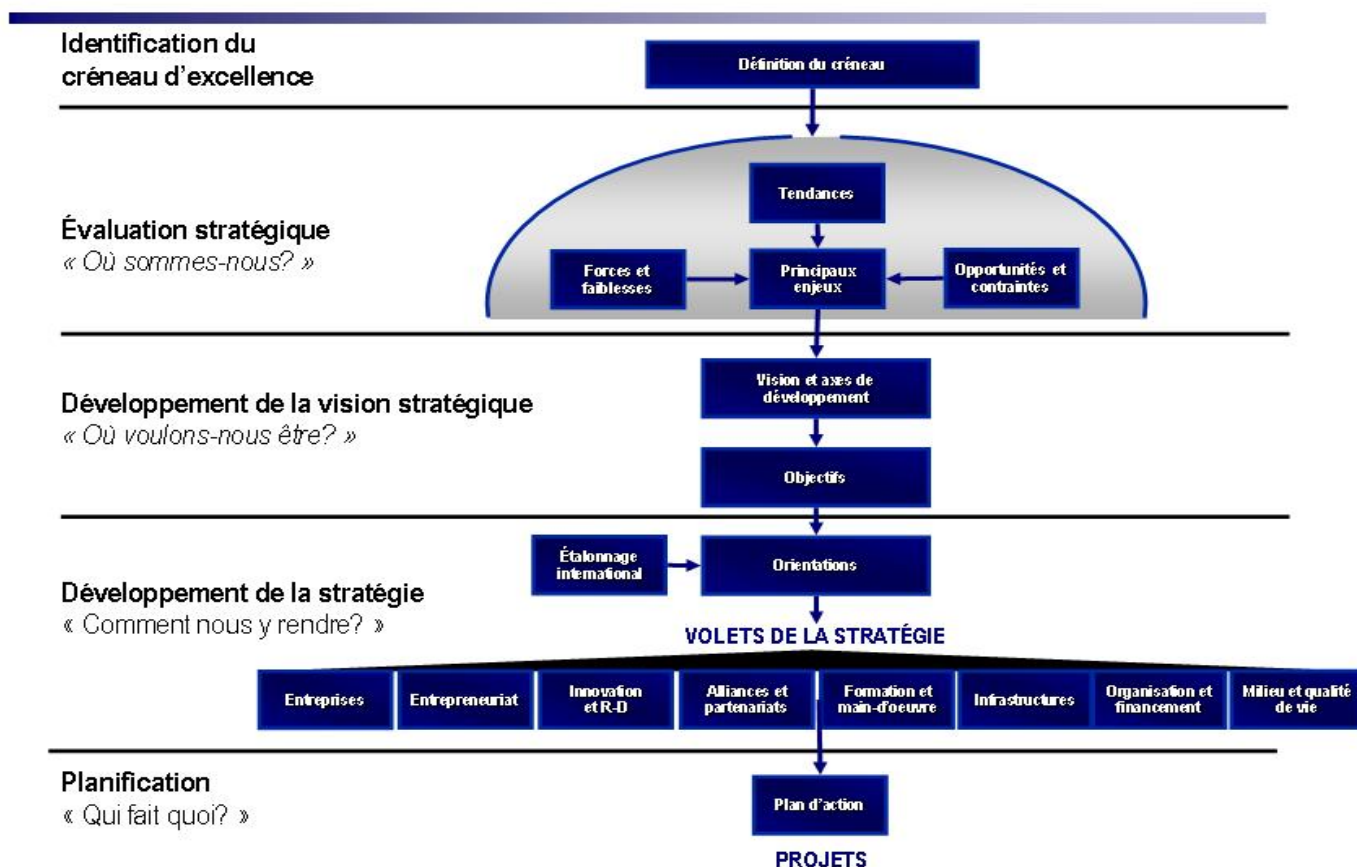 Identification du
créneau d'excellence
Définition du créneau
Tendances
Évaluation stratégique
« Où sommes-nous? »
Forces et
faiblesses
Principaux
enjeux
Opportunités et
contraintes
Développement de la vision stratégique
« Où voulons-nous être? »
Vision et axes de
développement
Objectifs
Développement de la stratégie
« Comment nous y rendre? »
Étalonnage
international
Orientations
VOLETS DE LA STRATÉGIE
Entreprises
Entrepreneuriat
Innovation
et R-D
Alliances et
partenariats
Formation et
main-d'oeuvre
Infrastructures
Organisation et
financement
Milieu et qualité
de vie
Planification
« Qui fait quoi? »
Plan d'action
PROJETS